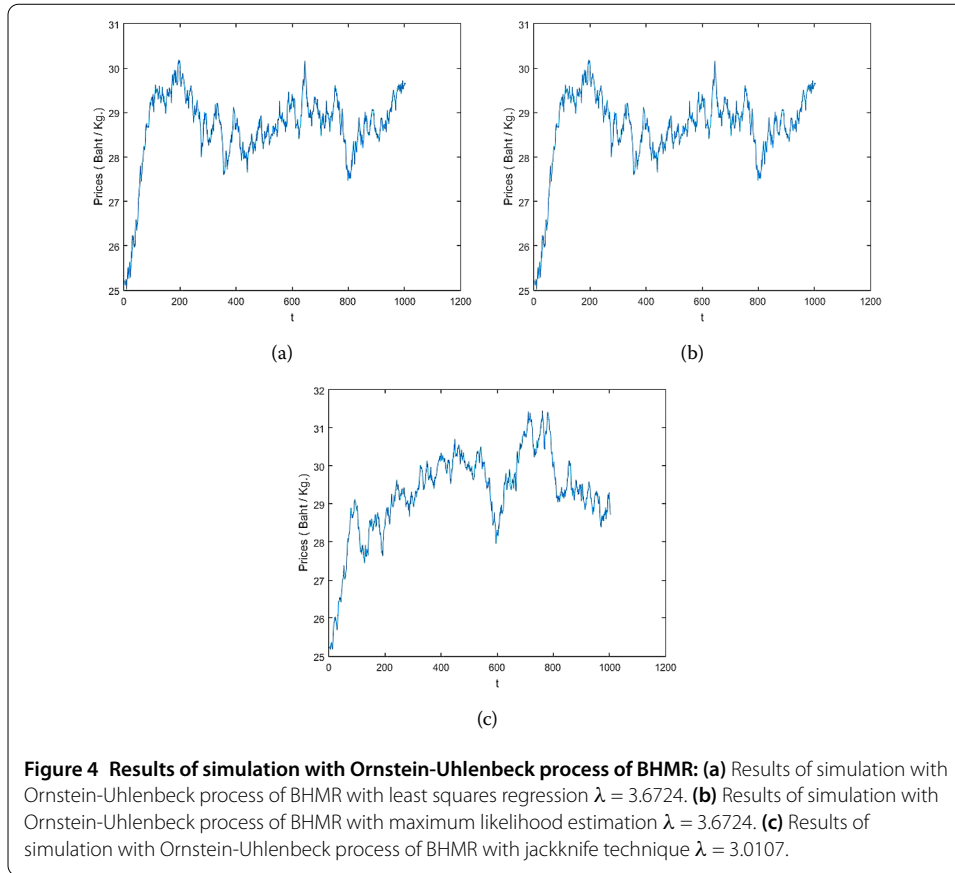 31
30
29
28
27
26
25
Prices ( Baht / Kg.)
0 200 400 600 800 1000 1200
t
(a)
31
30
29
28
27
26
25
Prices ( Baht / Kg.)
0 200 400 600 800 1000 1200
t
(b)
32
31
30
29
28
27
26
25
Prices ( Baht / Kg.)
0 200 400 600 800 1000 1200
t
(c)
Figure 4 Results of simulation with Ornstein-Uhlenbeck process of BHMR: (a) Results of simulation with
Ornstein-Uhlenbeck process of BHMR with least squares regression λ = 3.6724. (b) Results of simulation with
Ornstein-Uhlenbeck process of BHMR with maximum likelihood estimation λ = 3.6724. (c) Results of
simulation with Ornstein-Uhlenbeck process of BHMR with jackknife technique λ = 3.0107.